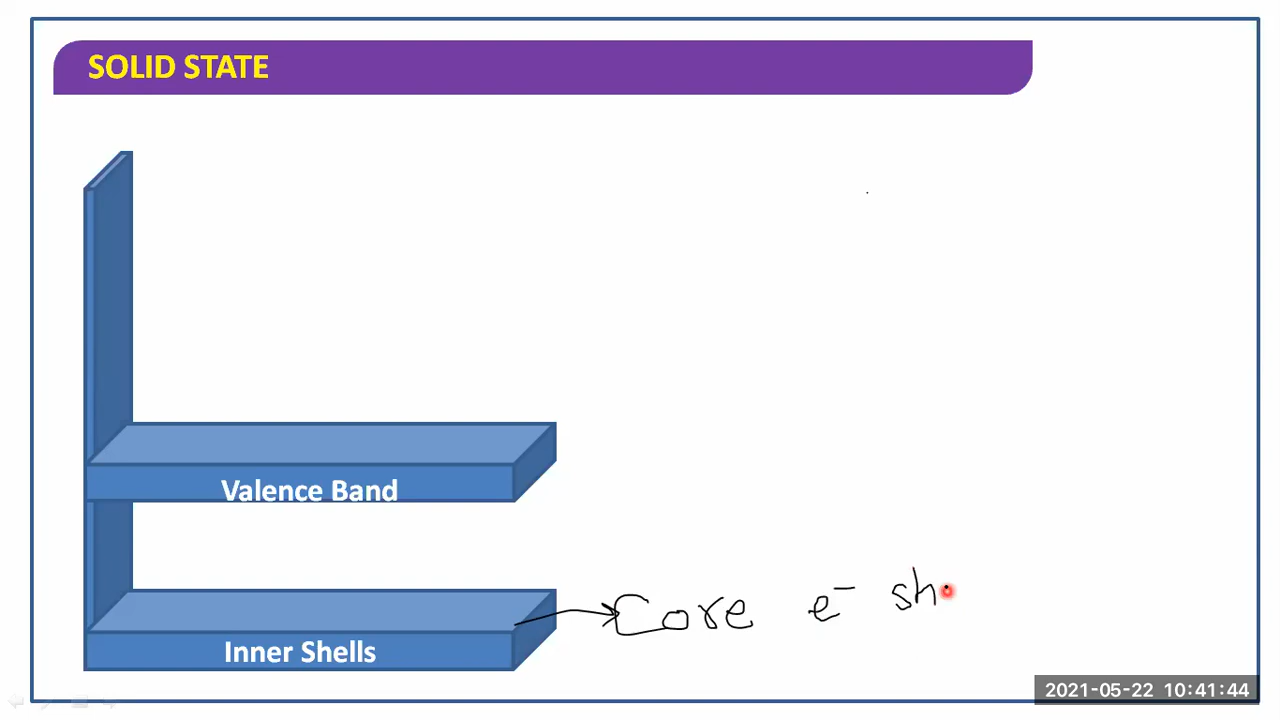 SOLID STATE
Valence Band
Core e⁻ sh
Inner Shells
2021-05-22 10:41:44